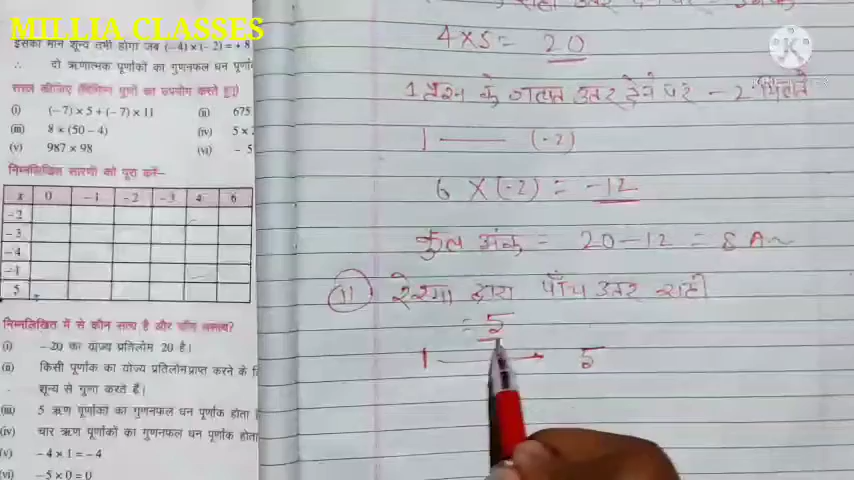 MILLIA CLASSES
इसका मान शून्य तभी होगा जब (−4)×(−2)=+8
∴ दो ऋणात्मक पूर्णांकों का गुणनफल धन पूर्णां
सरल कीजिए (विभिन्न गुणों का उपयोग करते हुए)
(i) (−7)×5+(−7)×11 (ii) 675
(iii) 8×(50−4) (iv) 5×
(v) 987×98 (vi) −5
निम्नलिखित सारणी को पूरा करें–
x 0 −1 −2 −3 4 6
−2
−3
−4
−1
5
निम्नलिखित में से कौन सत्य है और कौन असत्य?
(i) −20 का योज्य प्रतिलोम 20 है।
(ii) किसी पूर्णांक का योज्य प्रतिलोम प्राप्त करने के
शून्य से गुणा करते हैं।
(iii) 5 ऋण पूर्णांकों का गुणनफल धन पूर्णांक होता
(iv) चार ऋण पूर्णांकों का गुणनफल धन पूर्णांक होता
(v) −4×1=−4
(vi) −5×0=0
4×5= 20
1 प्रश्न के गलत उत्तर देने पर −2 मिलते
1 —— (−2)
6 ×(−2) = −12
कुल अंक = 20−12 = 8
(ii) रेशमा द्वारा पाँच उत्तर सही
= 5
1 —— 5
K